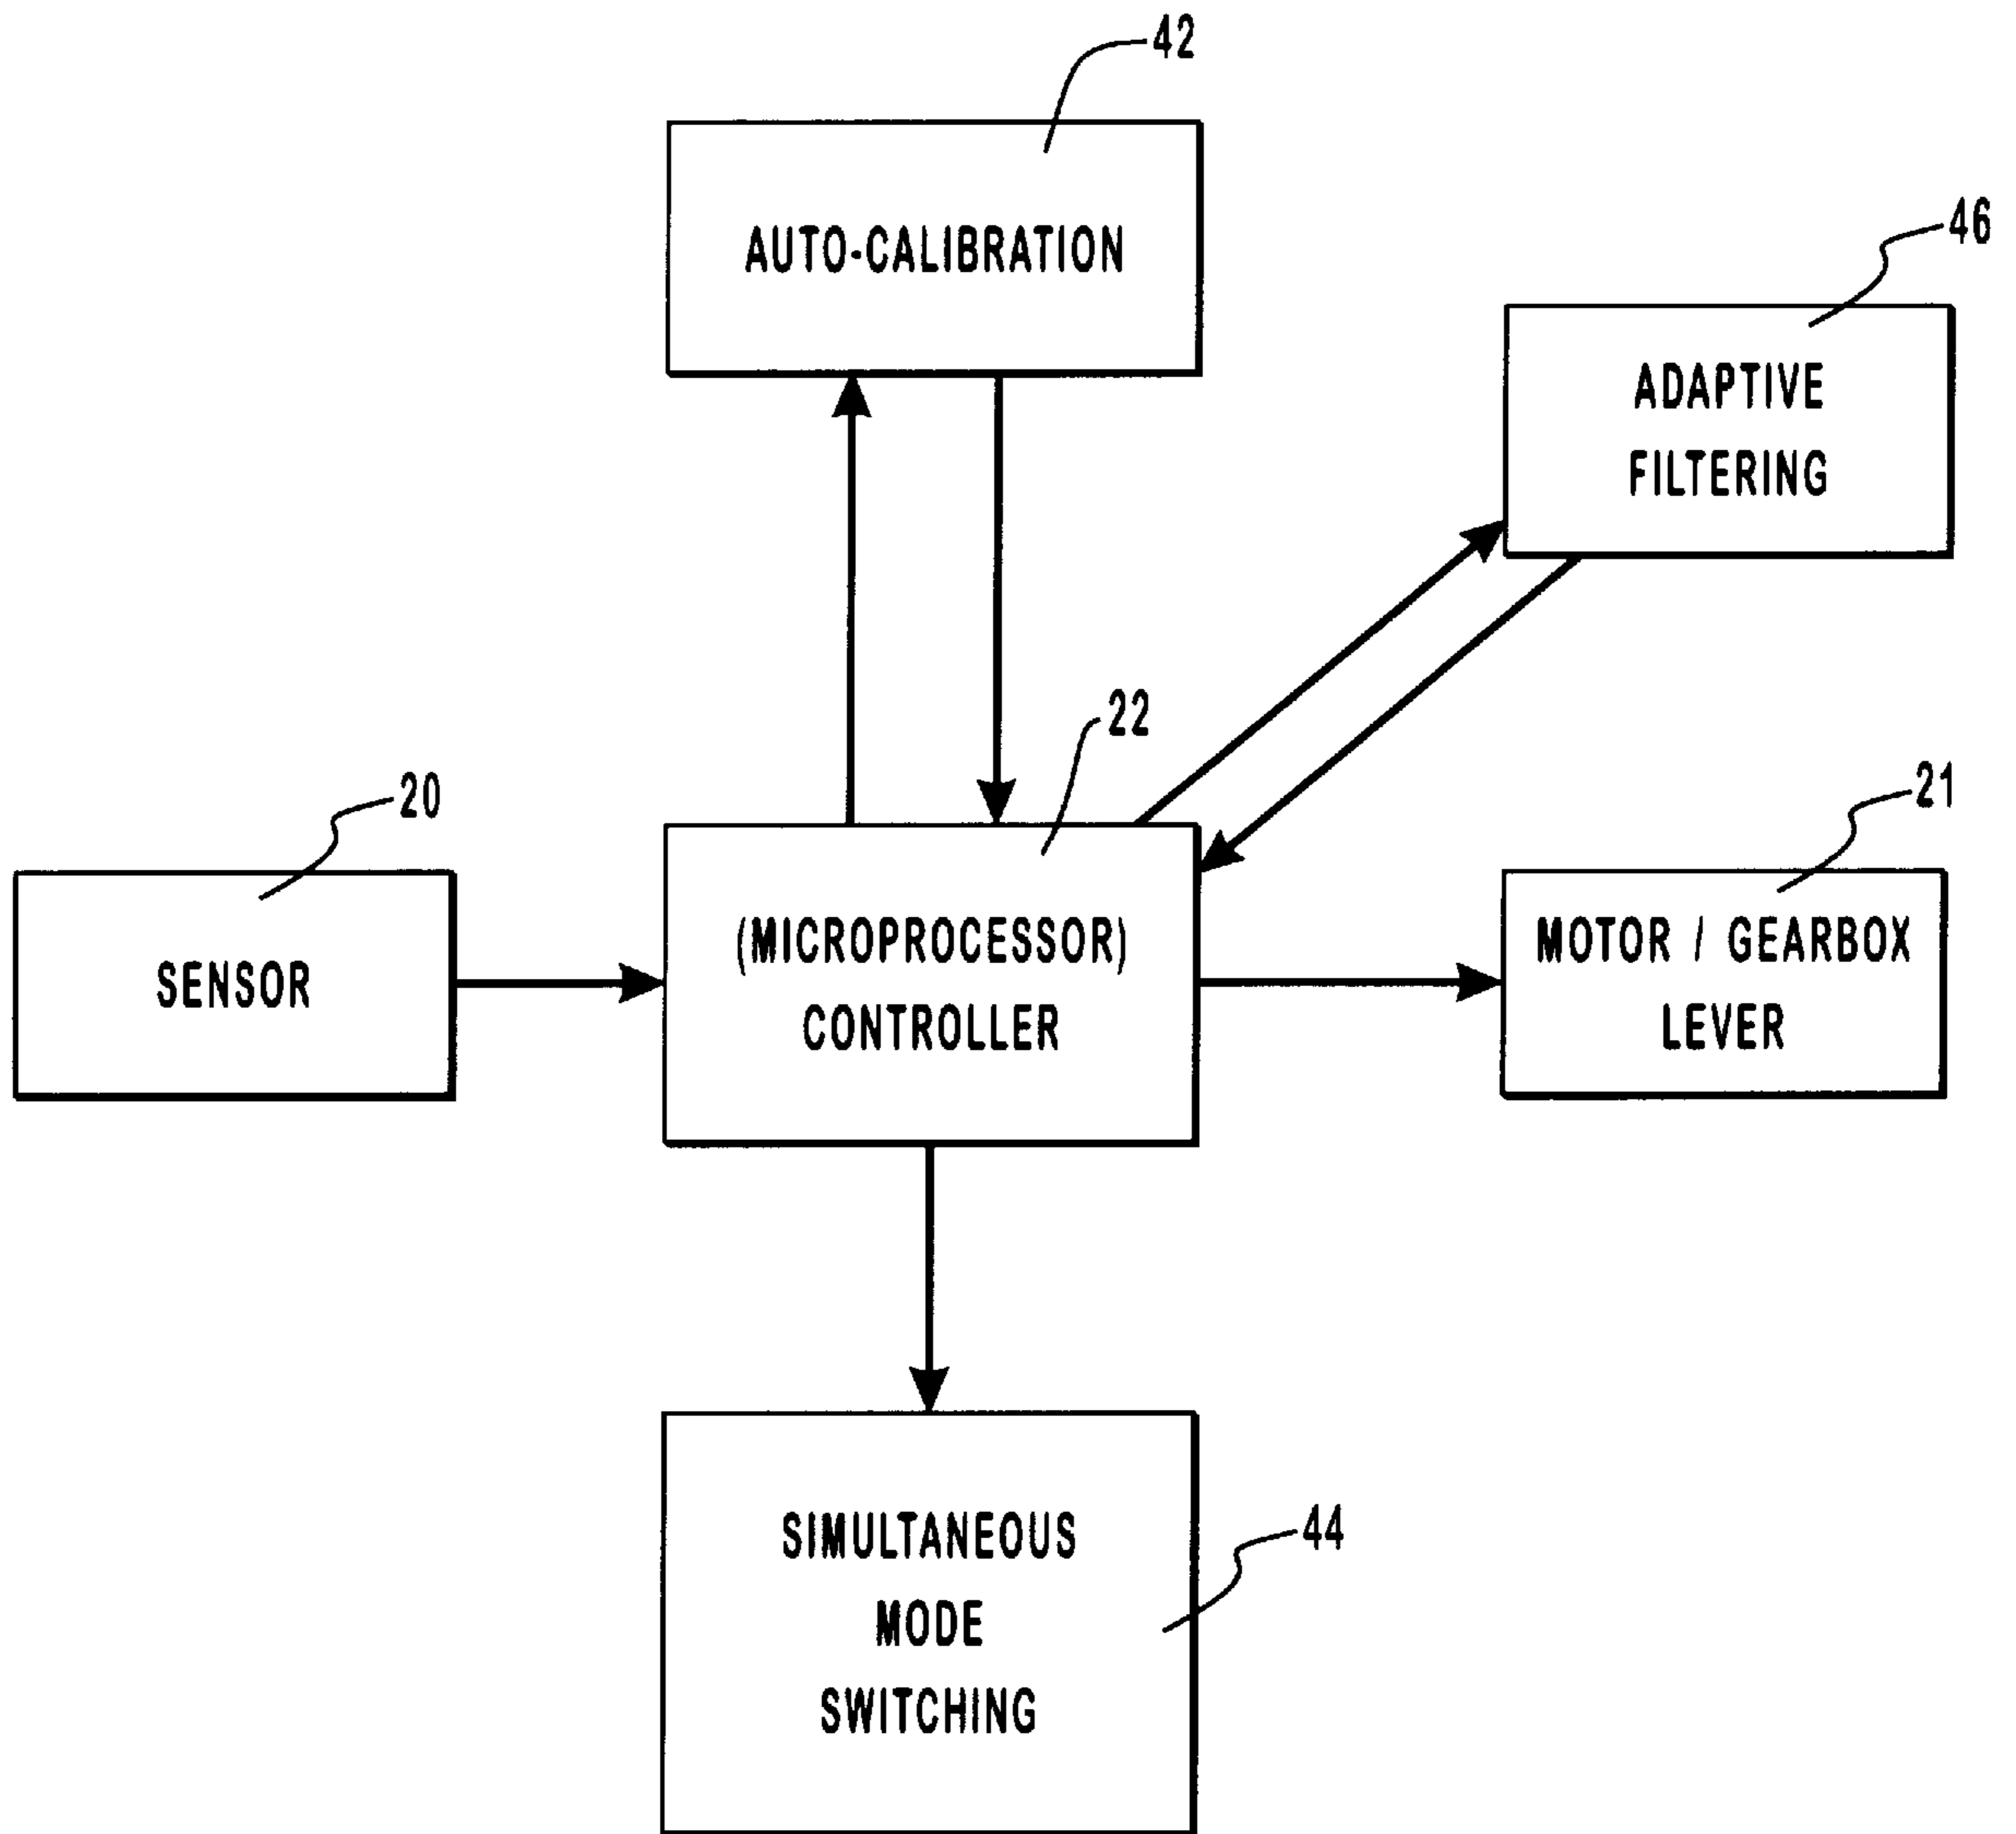 42
AUTO-CALIBRATION
46
ADAPTIVE
FILTERING
22
20
21
SENSOR
(MICROPROCESSOR)
CONTROLLER
MOTOR / GEARBOX
LEVER
44
SIMULTANEOUS
MODE
SWITCHING